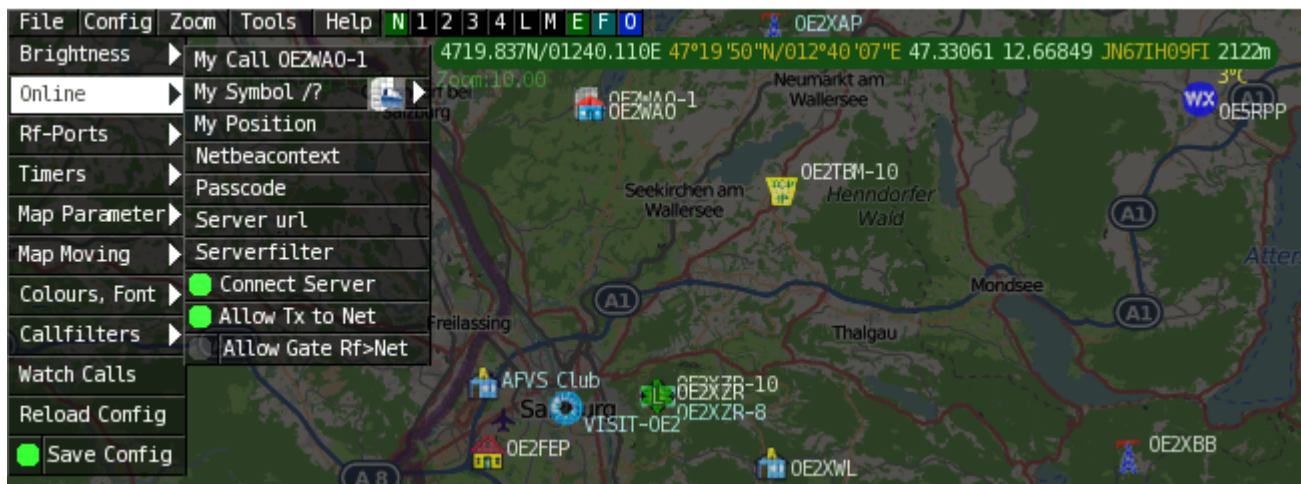 File Config Zoom Tools Help N 1 2 3 4 L M E F O
OE2XAP
4719.837N/01240.110E 47°19'50"N/012°40'07"E 47.33061 12.66849 JN67IH09FI 2122m
Zoom:10.00
Brightness
Online
Rf-Ports
Timers
Map Parameter
Map Moving
Colours, Font
Callfilters
Watch Calls
Reload Config
Save Config
My Call OE2WAO-1
My Symbol /?
My Position
Netbeacontext
Passcode
Server url
Serverfilter
Connect Server
Allow Tx to Net
Allow Gate Rf>Net
Salzburg
Neumarkt am
Wallersee
3°C
WX
OE5RPP
A1
OE2WAO-1
OE2WAO
OE2TBM-10
Seekirchen am
Wallersee
Henndorfer
Wald
A1
Atter
Mondsee
A1
A1
Freilassing
Thalgau
AFVS Club
OE2XZR-10
OE2XZR
L
OE2XZR-8
Salzburg
VISIT-OE2
OE2FEP
OE2XBB
OE2XWL
A8